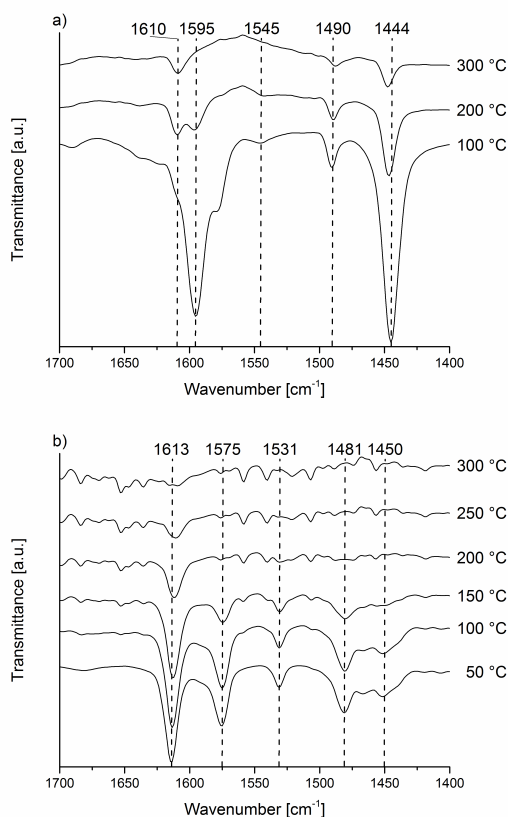 a)
1610 1595 1545 1490 1444
300 °C
200 °C
100 °C
Transmittance [a.u.]
1700 1650 1600 1550 1500 1450 1400
Wavenumber [cm⁻¹]
b)
1613 1575 1531 1481 1450
300 °C
250 °C
200 °C
150 °C
100 °C
50 °C
Transmittance [a.u.]
1700 1650 1600 1550 1500 1450 1400
Wavenumber [cm⁻¹]